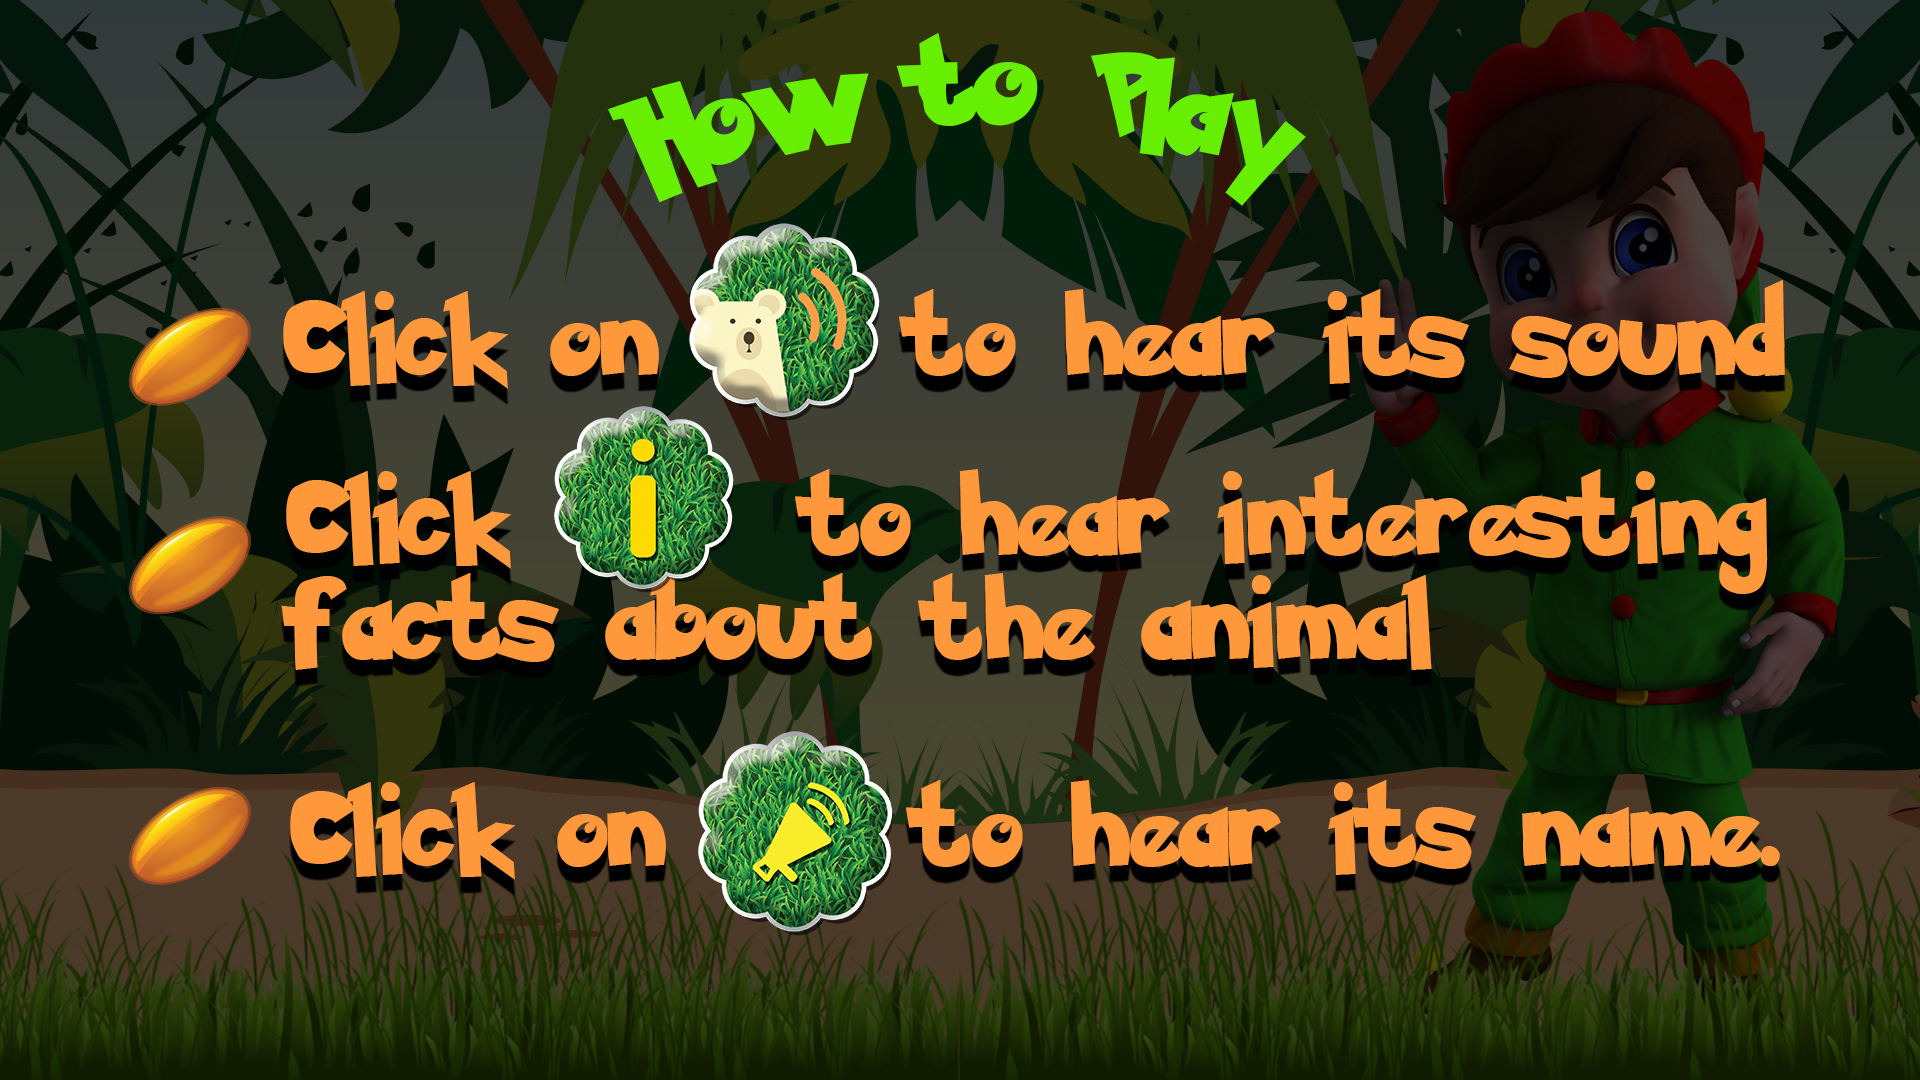 How to Play
Click on to hear its sound
Click i to hear interesting
facts about the animal
Click on to hear its name.